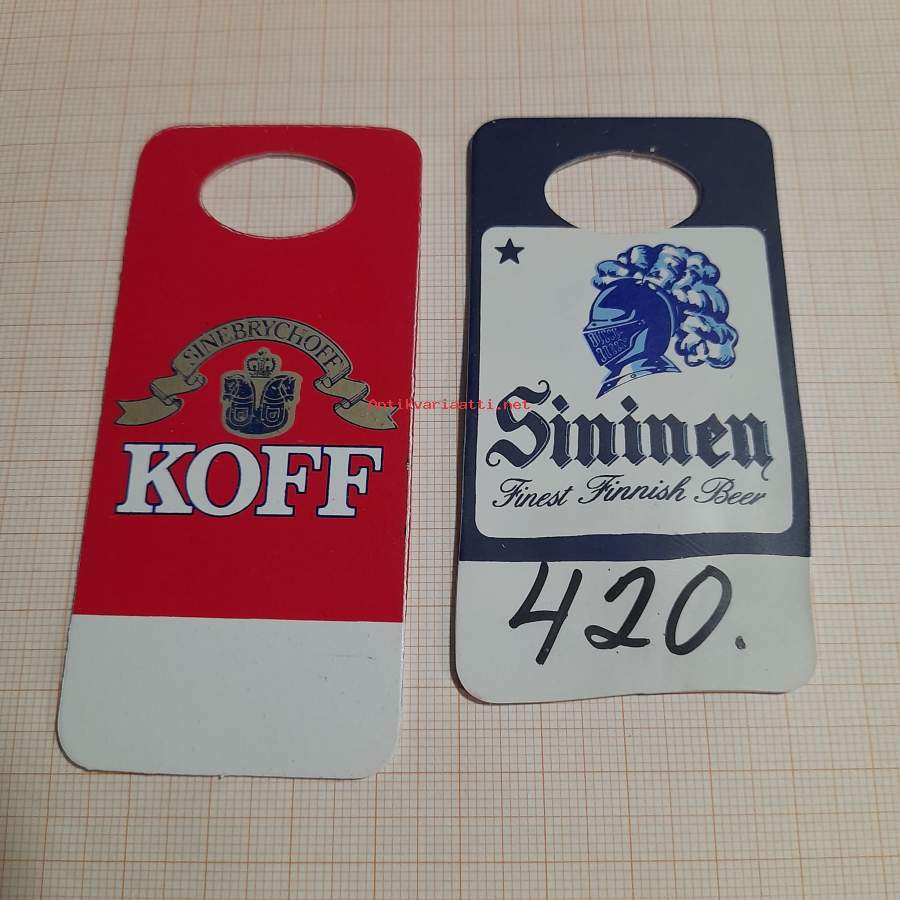 SINEBRYCHOFF
KOFF
Sininen
Finest Finnish Beer
420.
Antikvariaatti.net